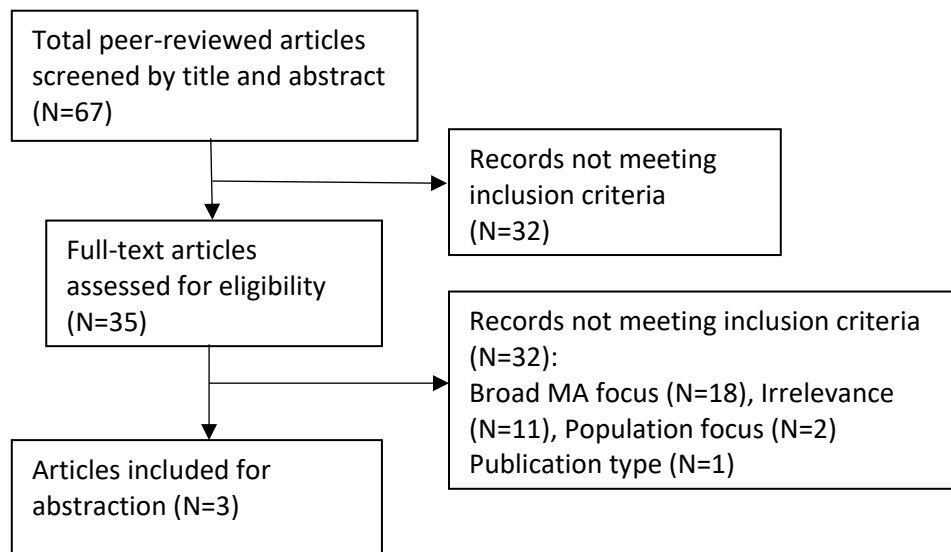 Total peer-reviewed articles
screened by title and abstract
(N=67)
Records not meeting
inclusion criteria
(N=32)
Full-text articles
assessed for eligibility
(N=35)
Records not meeting inclusion criteria
(N=32):
Broad MA focus (N=18), Irrelevance
(N=11), Population focus (N=2)
Publication type (N=1)
Articles included for
abstraction (N=3)